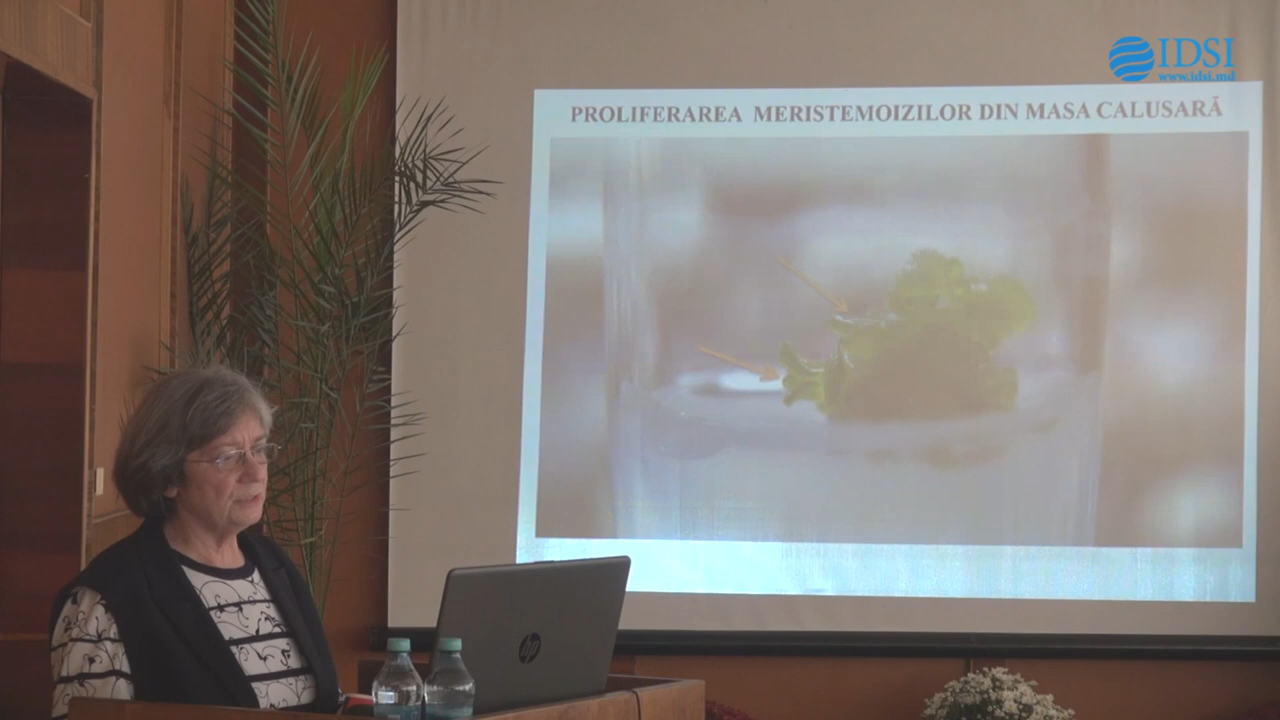 IDSI
www.idsi.md
PROLIFERAREA MERISTEMOIZILOR DIN MASA CALUSARĂ
hp